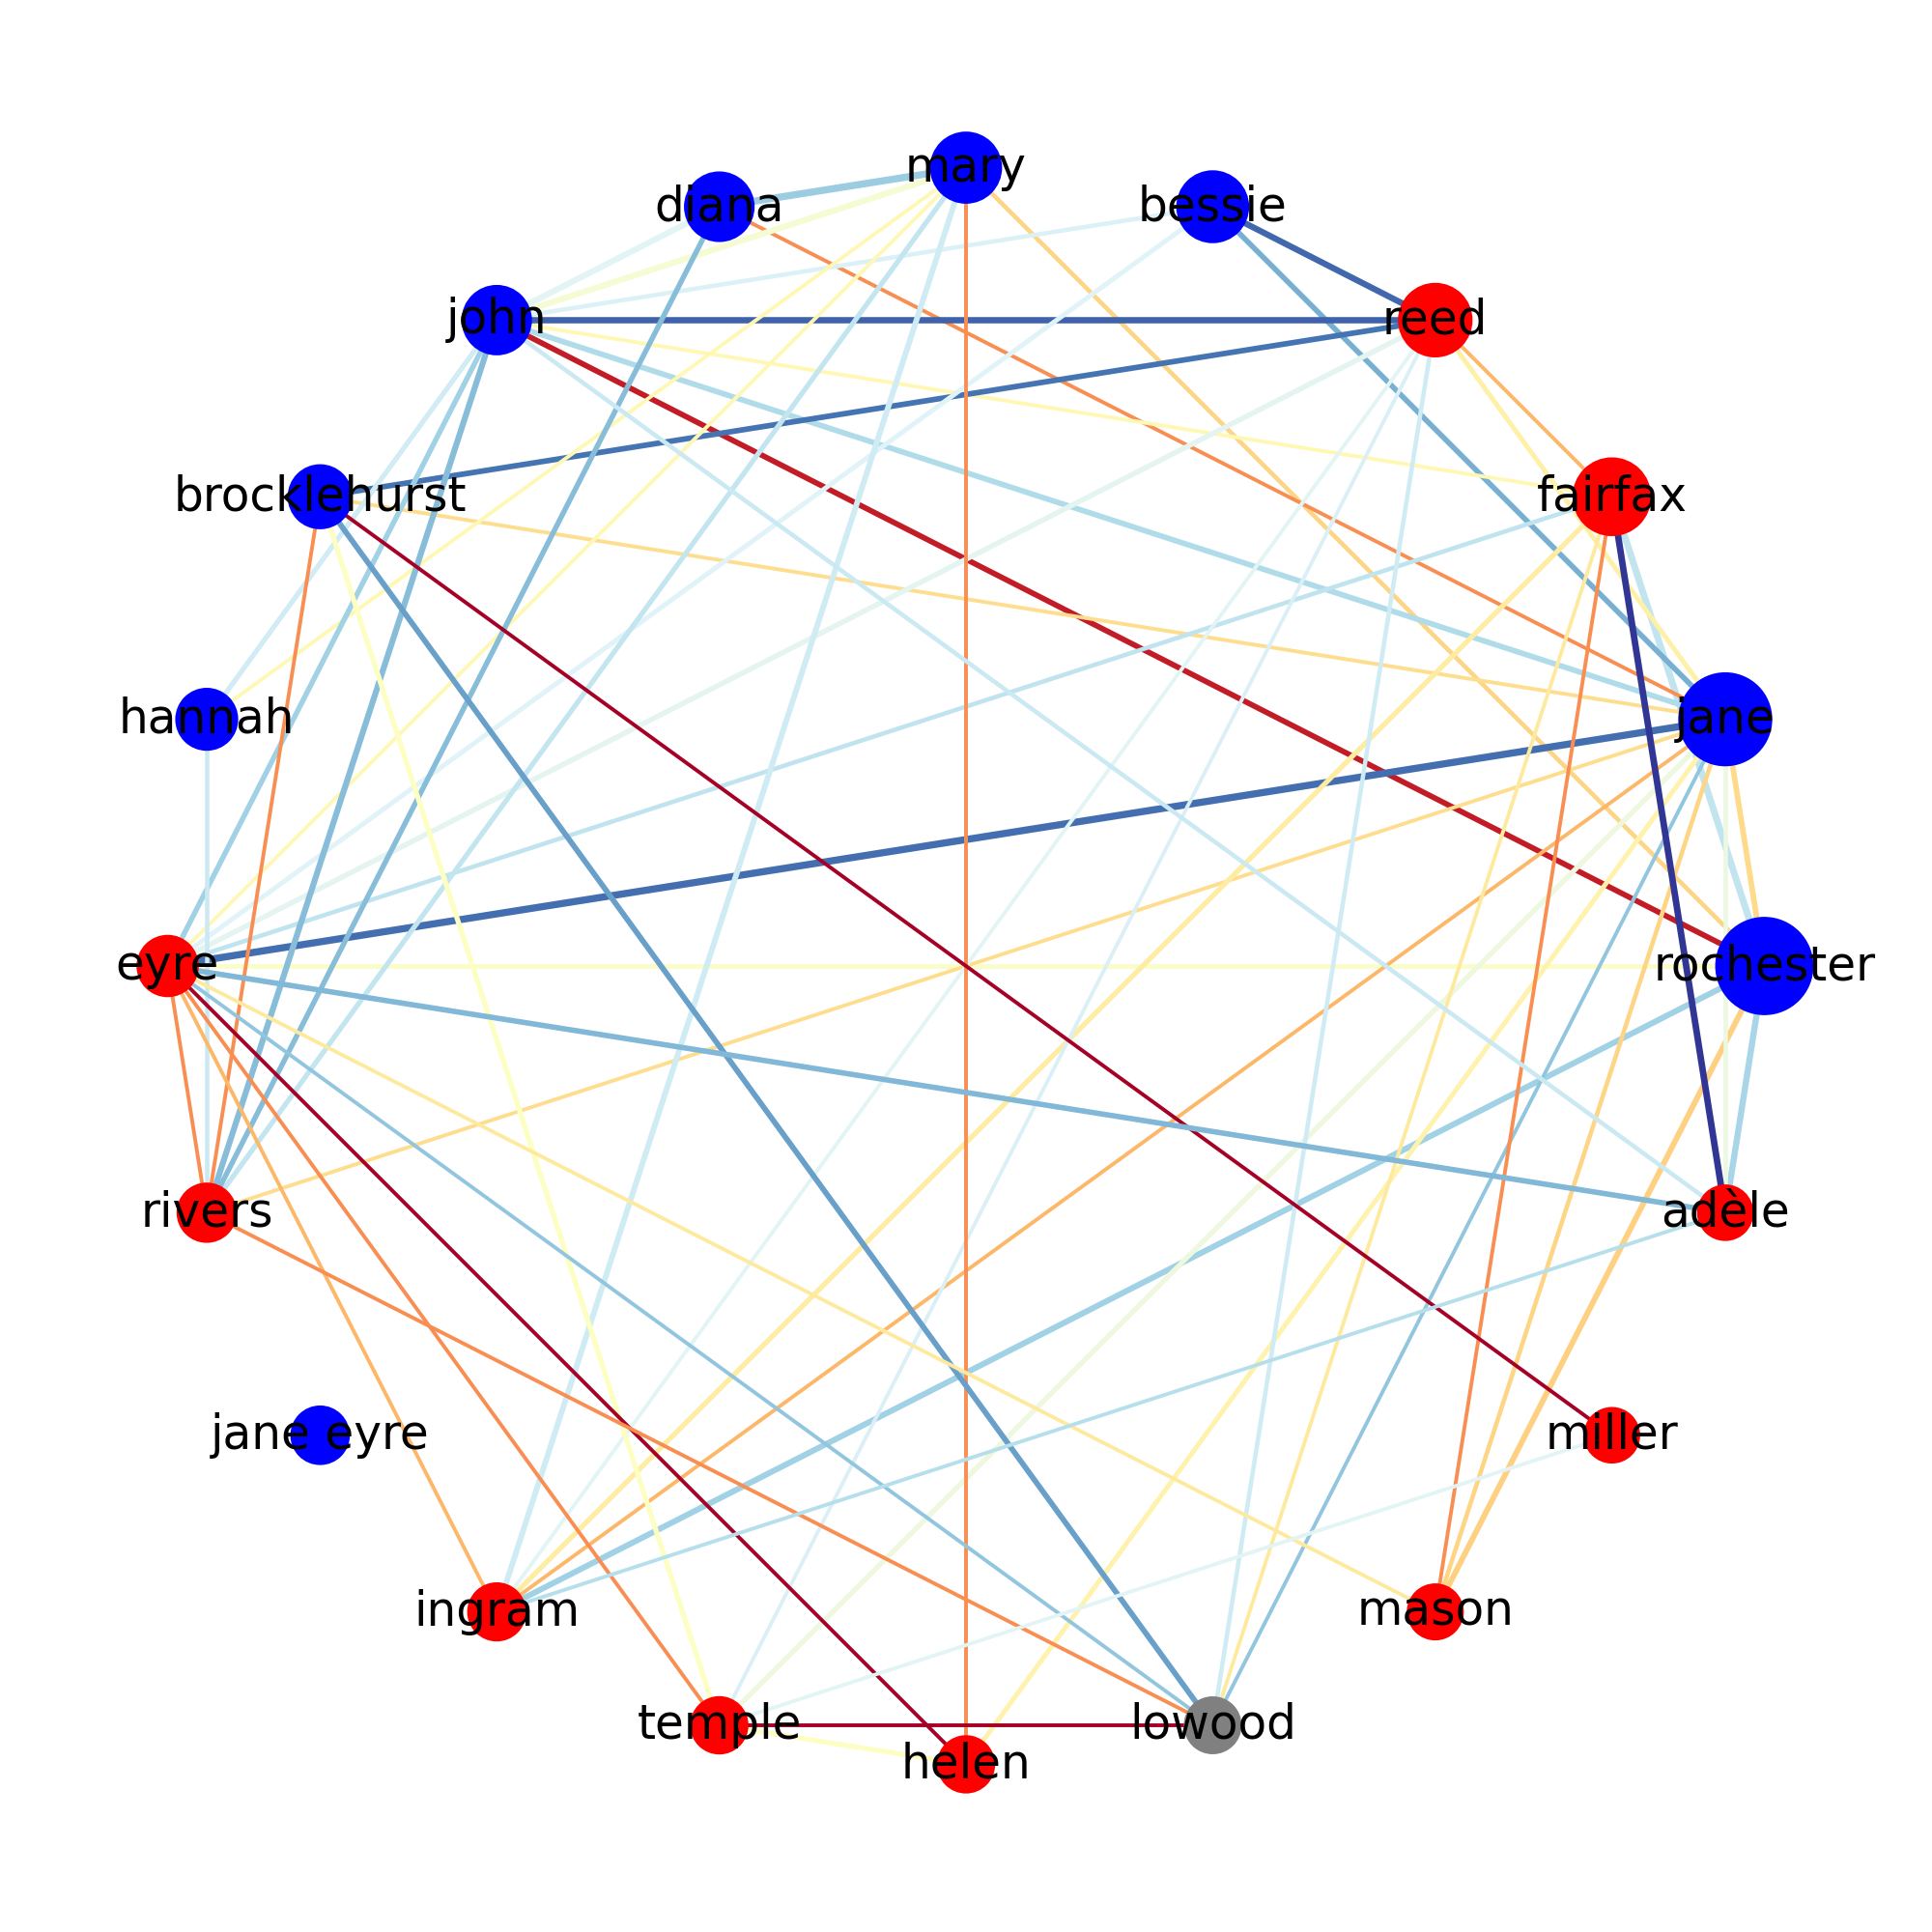 mary
diana
bessie
john
reed
brocklehurst
fairfax
hannah
jane
eyre
rochester
rivers
adèle
jane eyre
miller
ingram
mason
temple
lowood
helen